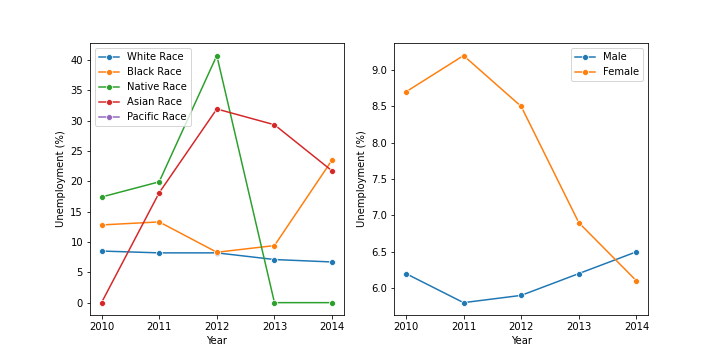 White Race
Black Race
Native Race
Asian Race
Pacific Race
40
35
30
25
20
15
10
5
0
Unemployment (%)
2010 2011 2012 2013 2014
Year
Male
Female
9.0
8.5
8.0
7.5
7.0
6.5
6.0
Unemployment (%)
2010 2011 2012 2013 2014
Year